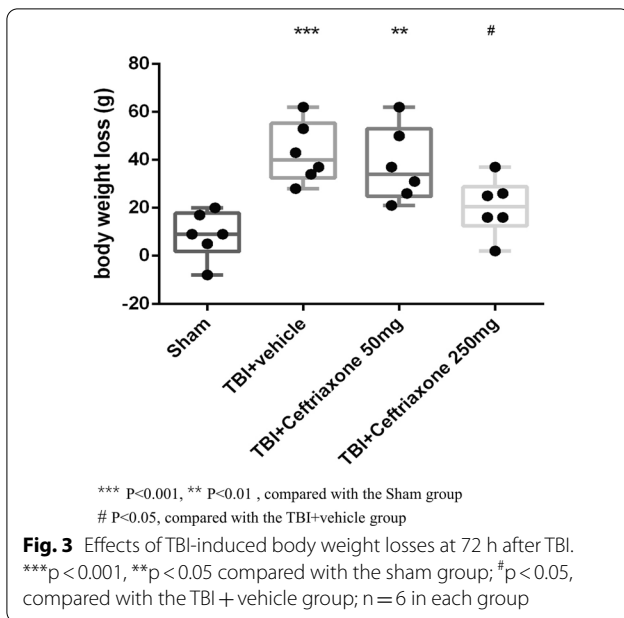 *** ** #
80
60
40
20
0
-20
body weight loss (g)
Sham
TBI+vehicle
TBI+Ceftriaxone 50mg
TBI+Ceftriaxone 250mg
*** P<0.001, ** P<0.01 , compared with the Sham group
# P<0.05, compared with the TBI+vehicle group
Fig. 3 Effects of TBI-induced body weight losses at 72 h after TBI.
***p < 0.001, **p < 0.05 compared with the sham group; #p < 0.05,
compared with the TBI + vehicle group; n = 6 in each group